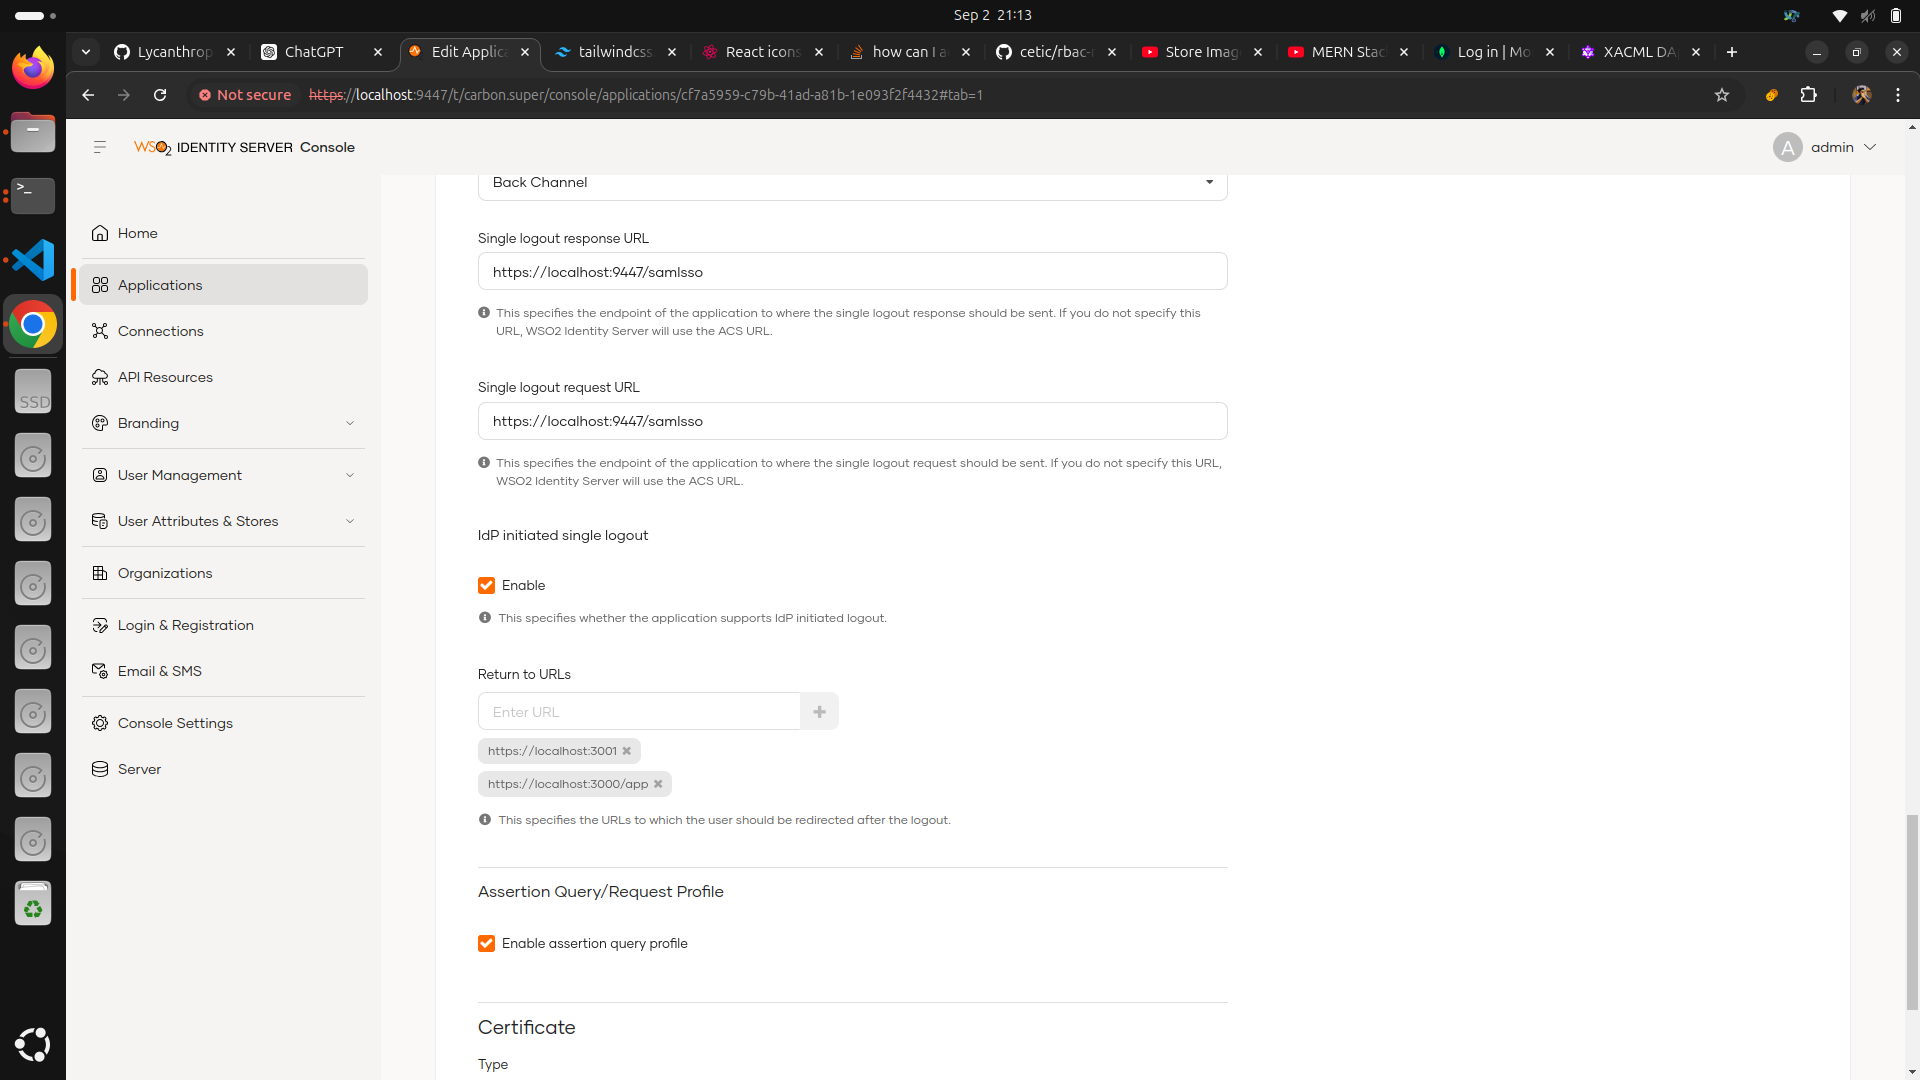 Sep 2 21:13
Lycanthrop
ChatGPT
Edit Applic
tailwindcss
React icons
how can I a
cetic/rbac-
Store Imag
MERN Stac
Log in | Mo
XACML DA
Not secure
https://localhost:9447/t/carbon.super/console/applications/cf7a5959-c79b-41ad-a81b-1e093f2f4432#tab=1
WSO2 IDENTITY SERVER Console
A admin
Home
Applications
Connections
API Resources
Branding
User Management
User Attributes & Stores
Organizations
Login & Registration
Email & SMS
Console Settings
Server
SSD
Back Channel
Single logout response URL
https://localhost:9447/samlsso
This specifies the endpoint of the application to where the single logout response should be sent. If you do not specify this
URL, WSO2 Identity Server will use the ACS URL.
Single logout request URL
https://localhost:9447/samlsso
This specifies the endpoint of the application to where the single logout request should be sent. If you do not specify this URL,
WSO2 Identity Server will use the ACS URL.
IdP initiated single logout
Enable
This specifies whether the application supports IdP initiated logout.
Return to URLs
Enter URL
https://localhost:3001
https://localhost:3000/app
This specifies the URLs to which the user should be redirected after the logout.
Assertion Query/Request Profile
Enable assertion query profile
Certificate
Type